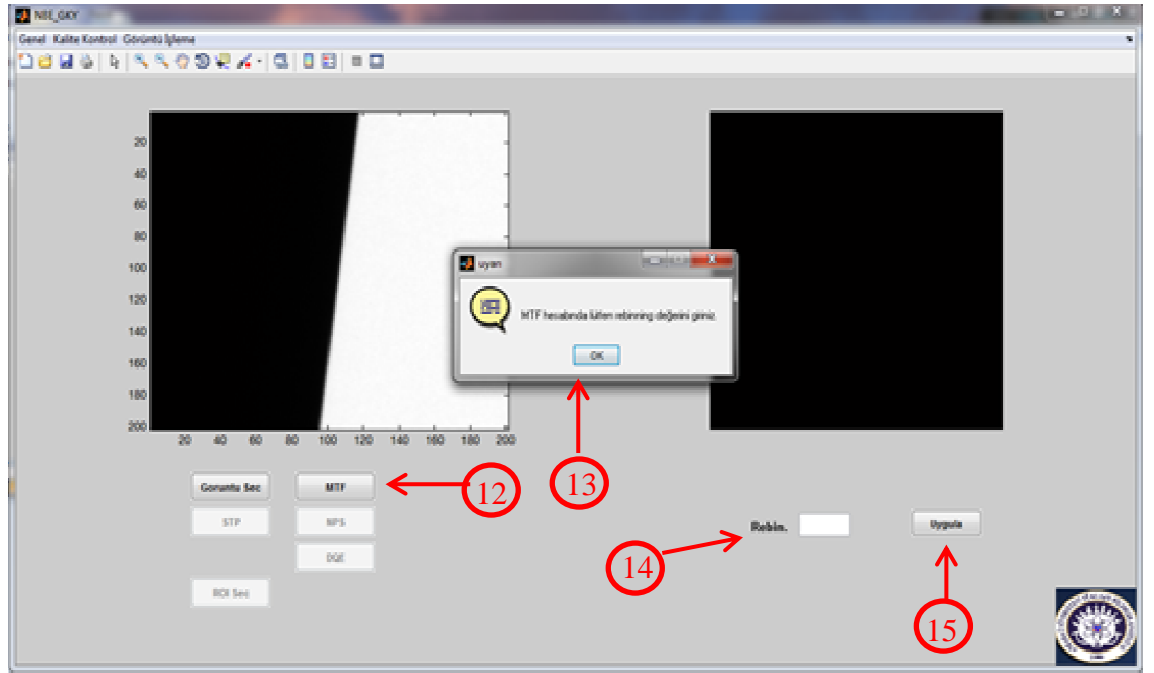 NBE_GKY
Genel Kalite Kontrol Görüntü İşleme
20
40
60
80
100
120
140
160
180
200
20 40 60 80 100 120 140 160 180 200
uyarı
MTF hesabında lütfen rebinning değerini giriniz.
OK
13
12
Goruntu Sec MTF
STP NPS
DQE
ROI Sec
Rebin. Uygula
14
15